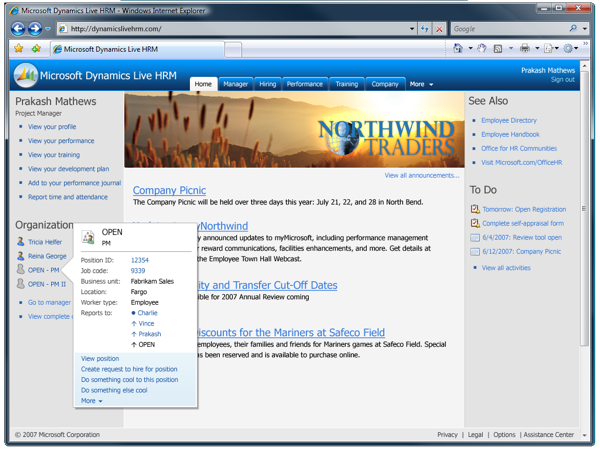 Microsoft Dynamics Live HRM - Windows Internet Explorer
http://dynamicslivehrm.com/
Google
Microsoft Dynamics Live HRM
Microsoft Dynamics Live HRM
Prakash Mathews
Sign out
Home
Manager
Hiring
Performance
Training
Company
More
Prakash Mathews
Project Manager
View your profile
View your performance
View your training
View your development plan
Add to your performance journal
Report time and attendance
Organization
Tricia Helfer
Reina George
OPEN - PM
OPEN - PM II
Go to manager
View complete
NORTHWIND
TRADERS
View all announcements...
Company Picnic
The Company Picnic will be held over three days this year: July 21, 22, and 28 in North Bend.
yNorthwind
y announced updates to myMicrosoft, including performance management
reward communications, facilities enhancements, and more. Get details at
the Employee Town Hall Webcast.
ity and Transfer Cut-Off Dates
ible for 2007 Annual Review coming
iscounts for the Mariners at Safeco Field
employees, their families and friends for Mariners games at Safeco Field. Special
s has been reserved and is available to purchase online.
OPEN
PM
Position ID: 12354
Job code: 9339
Business unit: Fabrikam Sales
Location: Fargo
Worker type: Employee
Reports to: Charlie
Vince
Prakash
OPEN
View position
Create request to hire for position
Do something cool to this position
Do something else cool
More
See Also
Employee Directory
Employee Handbook
Office for HR Communities
Visit Microsoft.com/OfficeHR
To Do
Tomorrow: Open Registration
Complete self-appraisal form
6/4/2007: Review tool open
6/12/2007: Company Picnic
View all activities
© 2007 Microsoft Corporation
Privacy | Legal | Options | Assistance Center